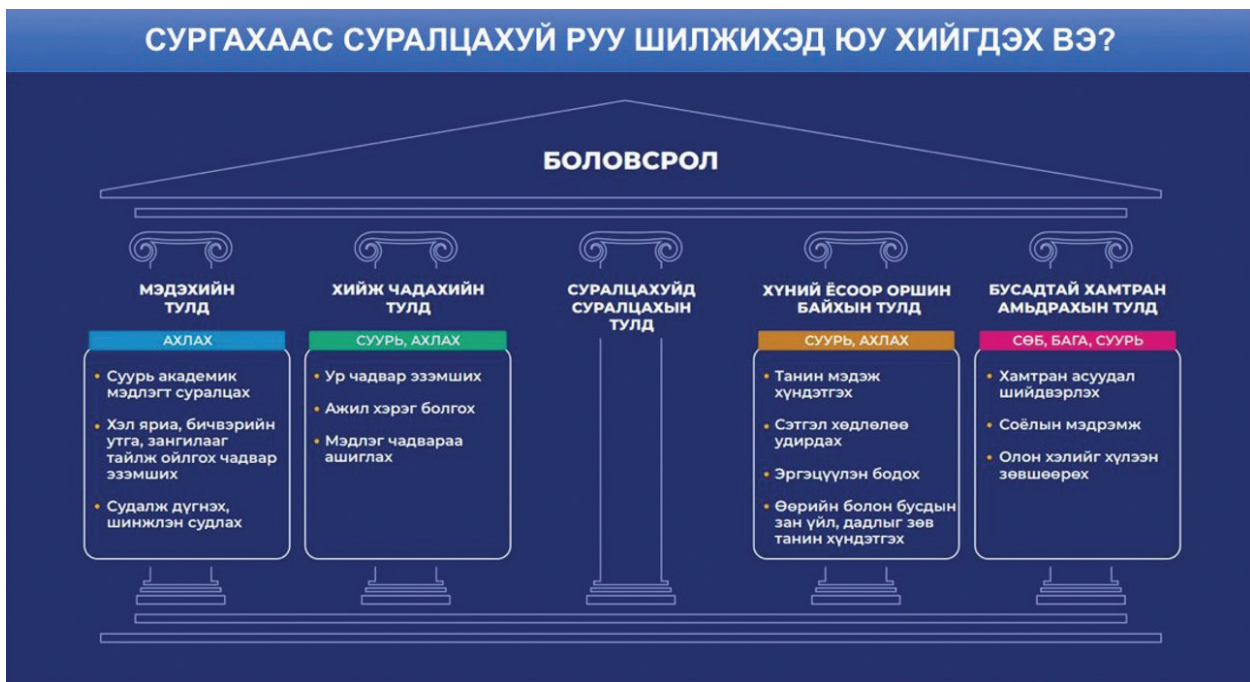 СУРГАХААС СУРАЛЦАХУЙ РУУ ШИЛЖИХЭД ЮУ ХИЙГДЭХ ВЭ?
БОЛОВСРОЛ
МЭДЭХИЙН
ТУЛД
АХЛАХ
• Суурь академик
мэдлэгт суралцах
• Хэл яриа, бичвэрийн
утга, зангилааг
тайлж ойлгох чадвар
эзэмших
• Судалж дүгнэх,
шинжлэн судлах
ХИЙЖ ЧАДАХИЙН
ТУЛД
СУУРЬ, АХЛАХ
• Ур чадвар эзэмших
• Ажил хэрэг болгох
• Мэдлэг чадвараа
ашиглах
СУРАЛЦАХУЙД
СУРАЛЦАХЫН
ТУЛД
ХҮНИЙ ЁСООР ОРШИН
БАЙХЫН ТУЛД
СУУРЬ, АХЛАХ
• Танин мэдэж
хүндэтгэх
• Сэтгэл хөдлөлөө
удирдах
• Эргэцүүлэн бодох
• Өөрийн болон бусдын
зан үйл, дадлыг зөв
танин хүндэтгэх
БУСАДТАЙ ХАМТРАН
АМЬДРАХЫН ТУЛД
СӨБ, БАГА, СУУРЬ
• Хамтран асуудал
шийдвэрлэх
• Соёлын мэдрэмж
• Олон хэлийг хүлээн
зөвшөөрөх